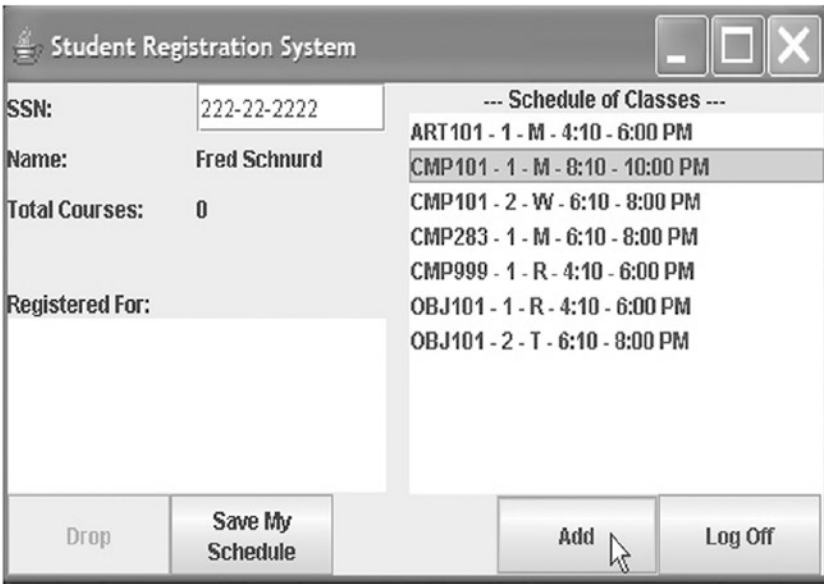 Student Registration System
SSN: 222-22-2222
Name: Fred Schnurd
Total Courses: 0
Registered For:
--- Schedule of Classes ---
ART101 - 1 - M - 4:10 - 6:00 PM
CMP101 - 1 - M - 8:10 - 10:00 PM
CMP101 - 2 - W - 6:10 - 8:00 PM
CMP283 - 1 - M - 6:10 - 8:00 PM
CMP999 - 1 - R - 4:10 - 6:00 PM
OBJ101 - 1 - R - 4:10 - 6:00 PM
OBJ101 - 2 - T - 6:10 - 8:00 PM
Drop
Save My
Schedule
Add
Log Off